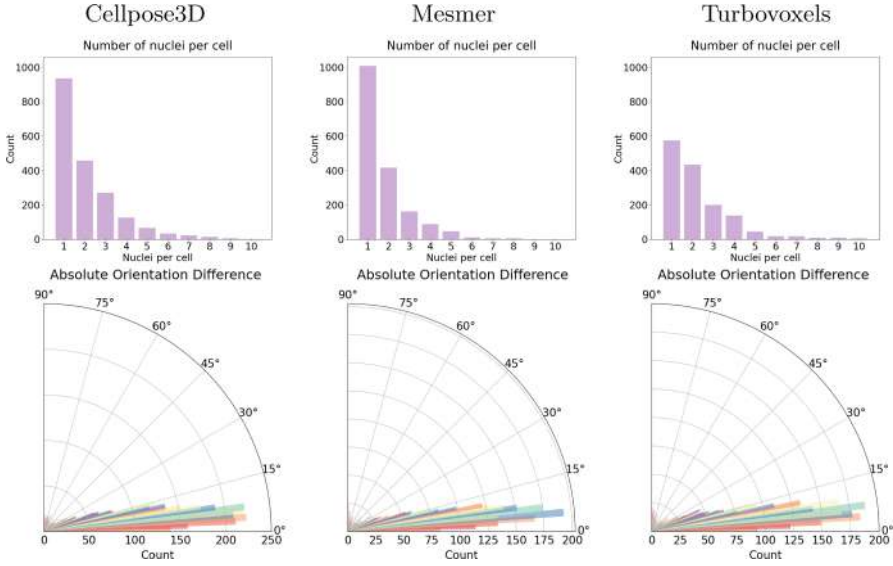 Cellpose3D
Mesmer
Turbovoxels
Number of nuclei per cell
Number of nuclei per cell
Number of nuclei per cell
1000
800
600
400
200
0
Count
1 2 3 4 5 6 7 8 9 10
Nuclei per cell
1000
800
600
400
200
0
Count
1 2 3 4 5 6 7 8 9 10
Nuclei per cell
1000
800
600
400
200
0
Count
1 2 3 4 5 6 7 8 9 10
Nuclei per cell
Absolute Orientation Difference
90°
75°
60°
45°
30°
15°
0°
0 50 100 150 200 250
Count
Absolute Orientation Difference
90°
75°
60°
45°
30°
15°
0°
0 25 50 75 100 125 150 175 200
Count
Absolute Orientation Difference
90°
75°
60°
45°
30°
15°
0°
0 25 50 75 100 125 150 175 200
Count